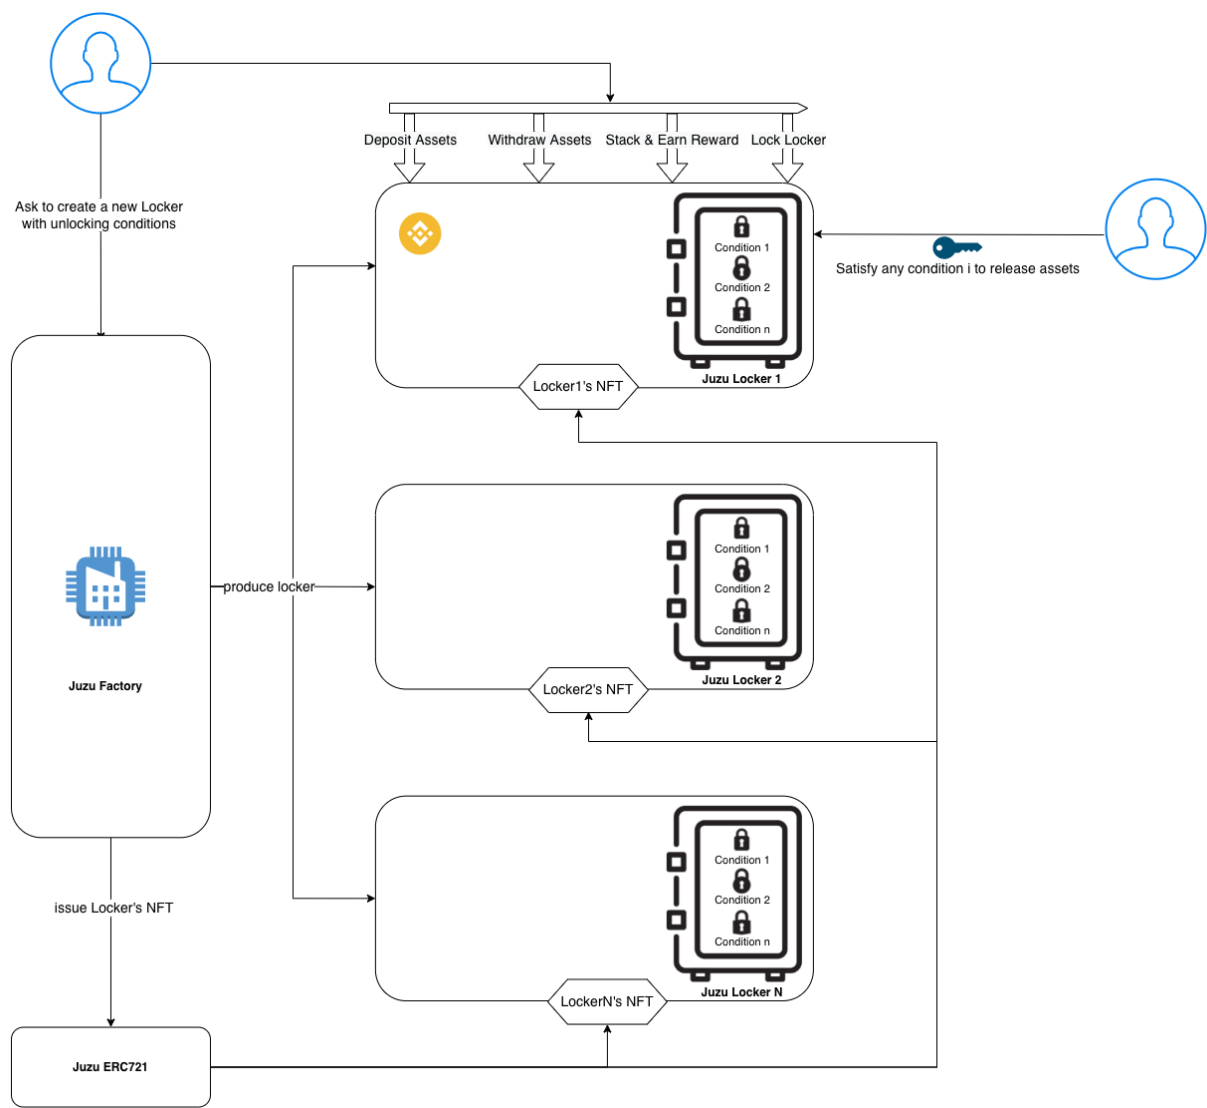 Deposit Assets
Withdraw Assets
Stack & Earn Reward
Lock Locker
Ask to create a new Locker
with unlocking conditions
Condition 1
Condition 2
Condition n
Juzu Locker 1
Satisfy any condition i to release assets
Locker1's NFT
Condition 1
Condition 2
Condition n
Juzu Locker 2
produce locker
Juzu Factory
Locker2's NFT
Condition 1
Condition 2
Condition n
Juzu Locker N
issue Locker's NFT
LockerN's NFT
Juzu ERC721